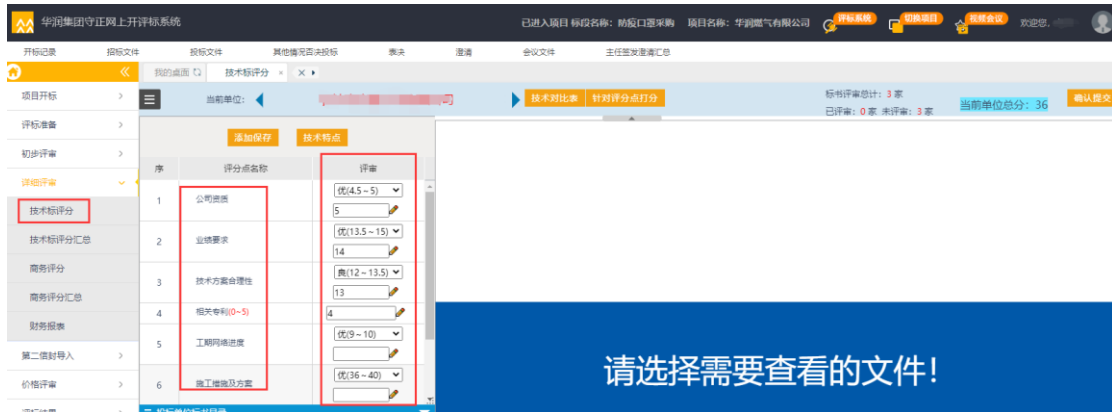 华润集团守正网上开评标系统
已进入项目 标段名称：防疫口罩采购 项目名称：华润燃气有限公司 评标系统 切换项目 视频会议 欢迎您,
开标记录 招标文件 投标文件 其他情况否决投标 表决 澄清 会议文件 主任签发澄清汇总
我的桌面 技术标评分
项目开标
评标准备
初步评审
详细评审
技术标评分
技术标评分汇总
商务评分
商务评分汇总
财务报表
第二信封导入
价格评审
当前单位：
技术对比表 针对评分点打分
标书评审总计：3 家
已评审：0 家 未评审：3 家
当前单位总分：36
确认提交
添加保存 技术特点
序 评分点名称 评审
1 公司资质 优(4.5～5)
5
2 业绩要求 优(13.5～15)
14
3 技术方案合理性 良(12～13.5)
13
4 相关专利(0~5) 4
5 工期网络进度 优(9～10)
6 施工措施及方案 优(36～40)
请选择需要查看的文件！